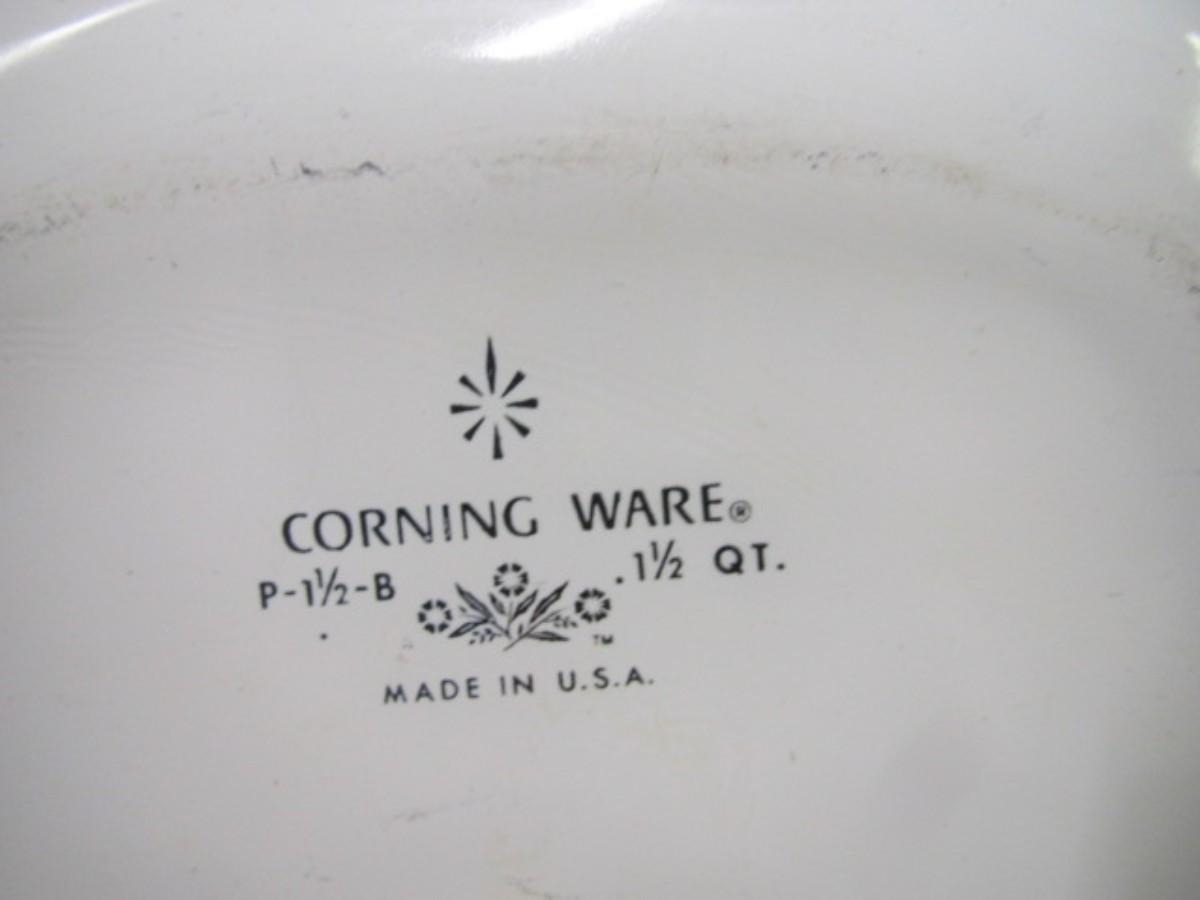 CORNING WARE®
P-1½-B .1½ QT.
TM
MADE IN U.S.A.